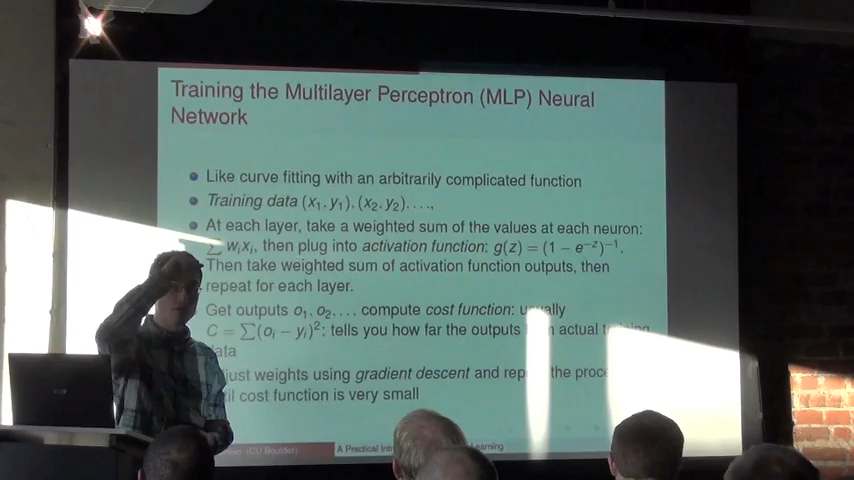 Training the Multilayer Perceptron (MLP) Neural
Network
Like curve fitting with an arbitrarily complicated function
Training data (x₁, y₁), (x₂, y₂), . . . ,
At each layer, take a weighted sum of the values at each neuron:
∑ wᵢxᵢ, then plug into activation function: g(z) = (1 − e⁻ᶻ)⁻¹.
Then take weighted sum of activation function outputs, then
repeat for each layer.
Get outputs o₁, o₂, . . . compute cost function: usually
C = ∑(oᵢ − yᵢ)²: tells you how far the outputs actual training
data
weights using gradient descent and the
cost function is very small
(CU Boulder)
A Practical Learning